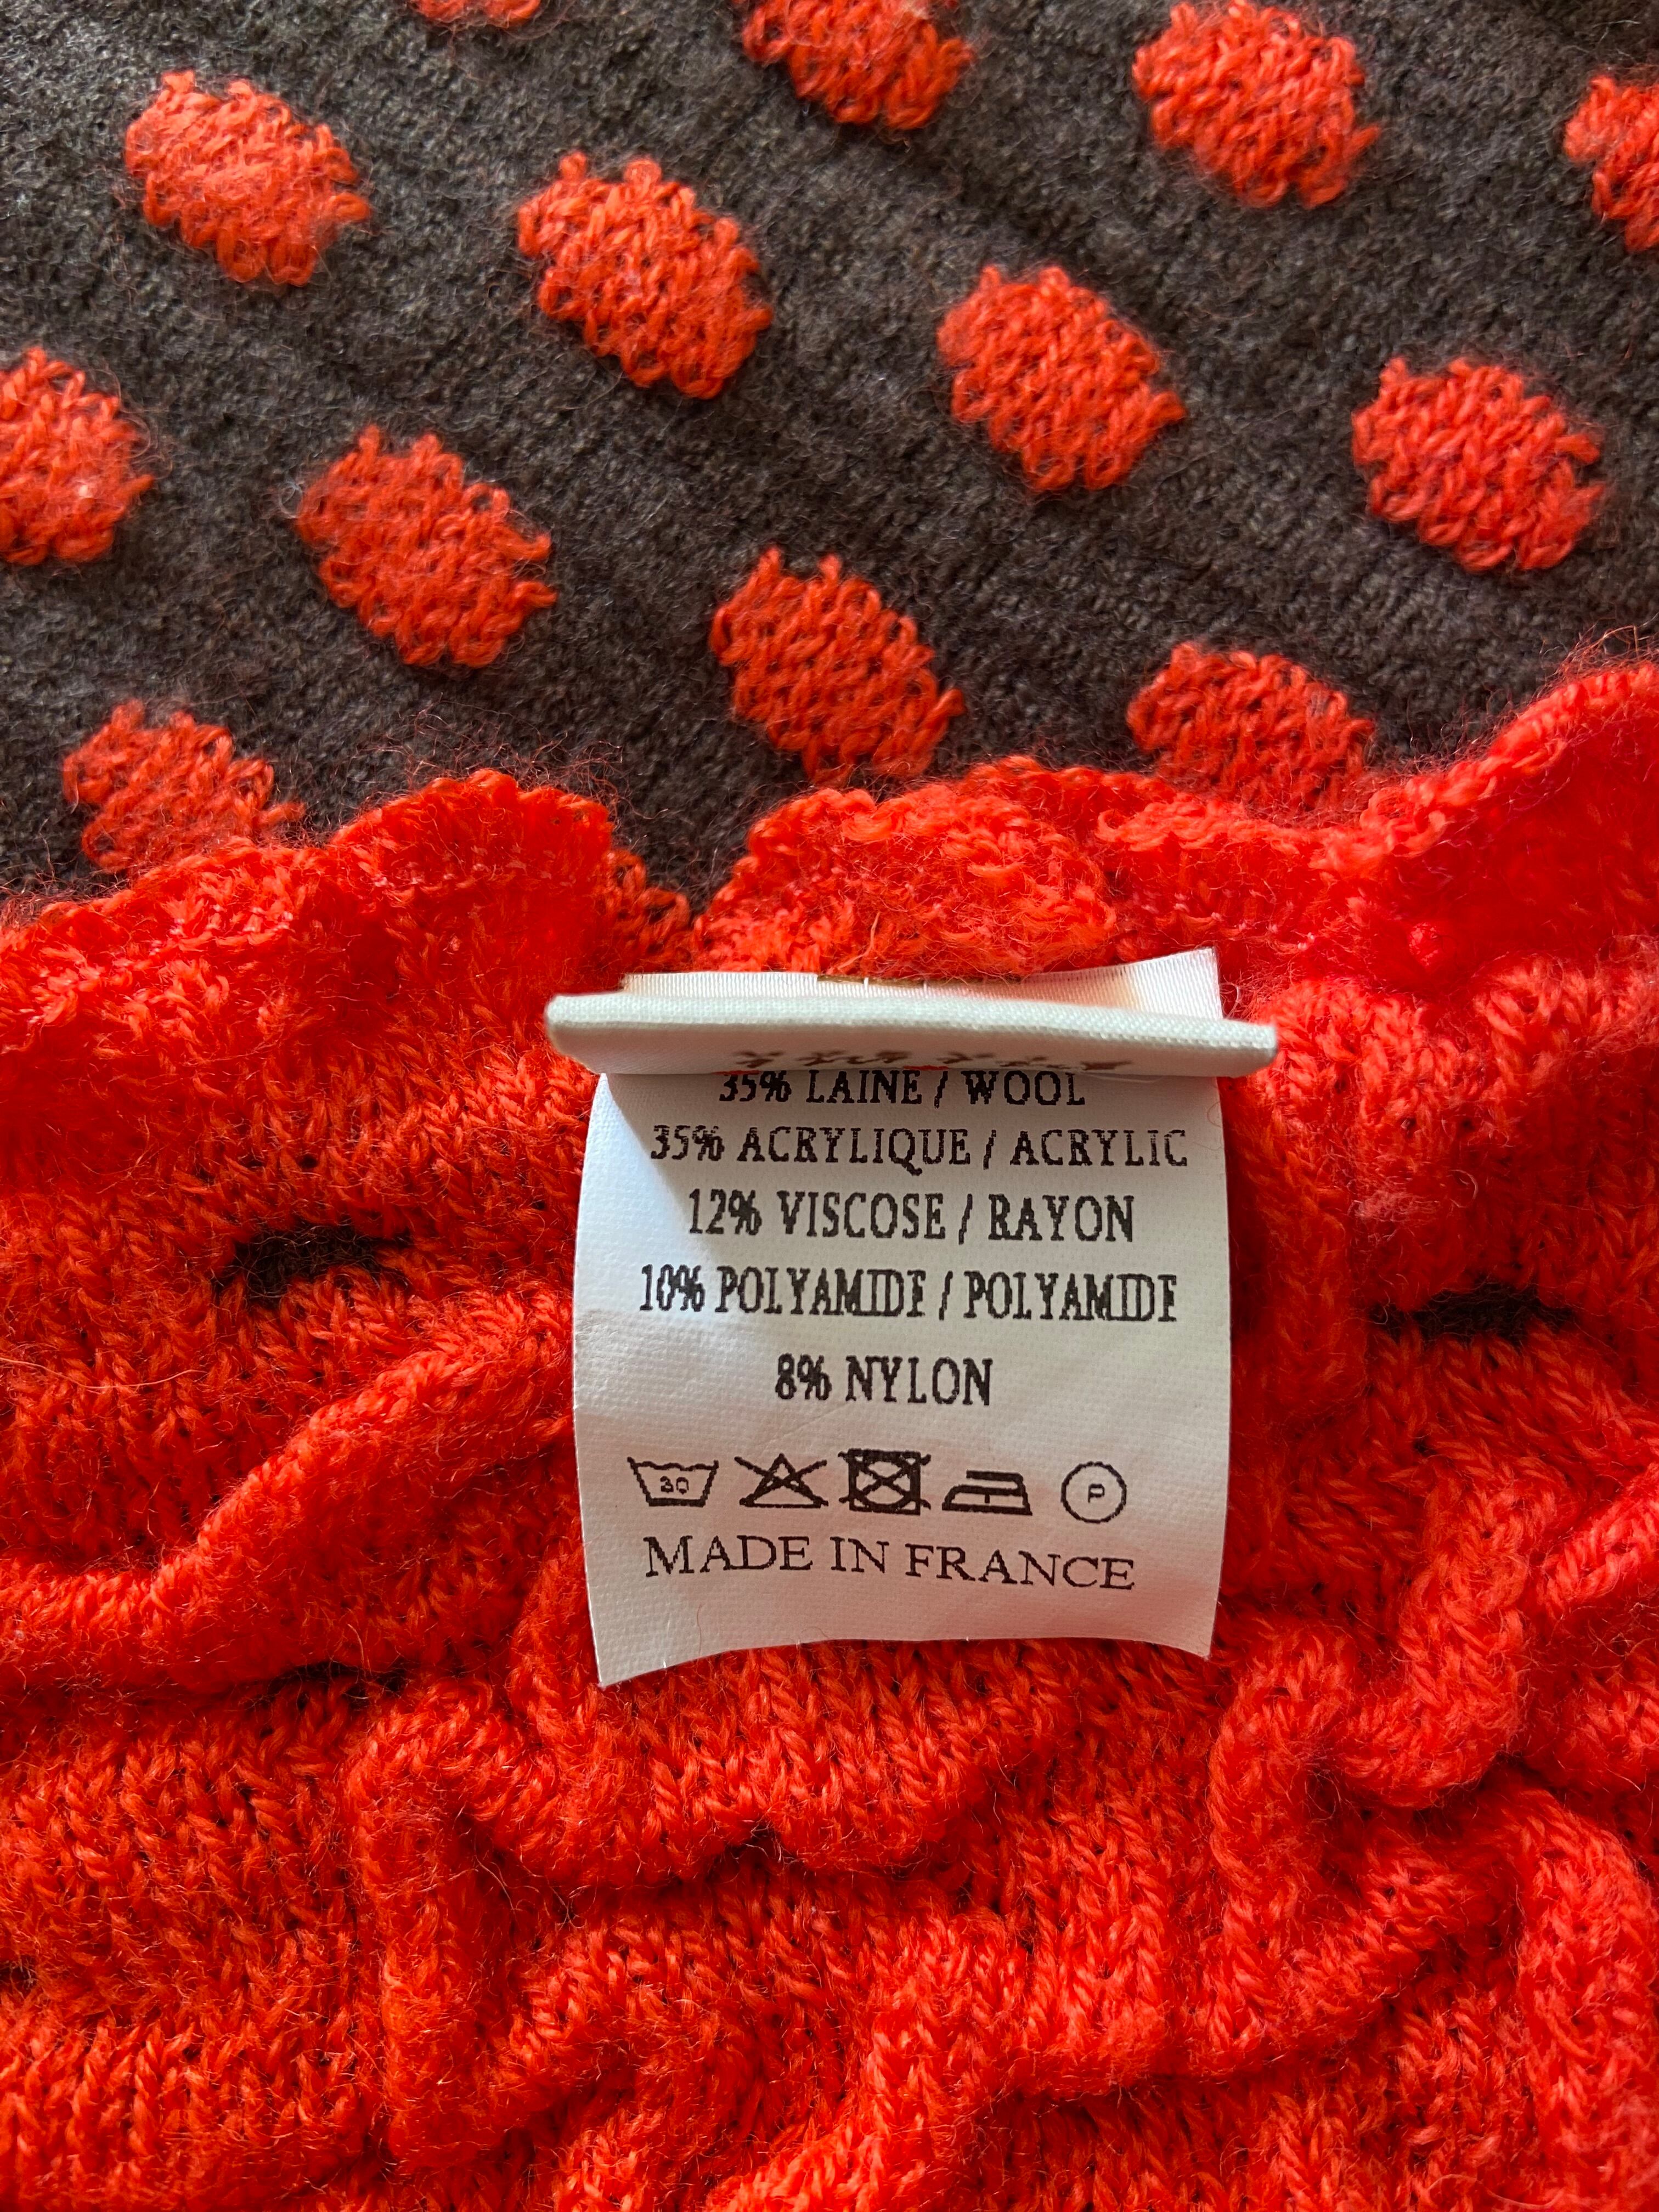 35% LAINE / WOOL
35% ACRYLIQUE / ACRYLIC
12% VISCOSE / RAYON
10% POLYAMIDE / POLYAMIDE
8% NYLON
30 P
MADE IN FRANCE